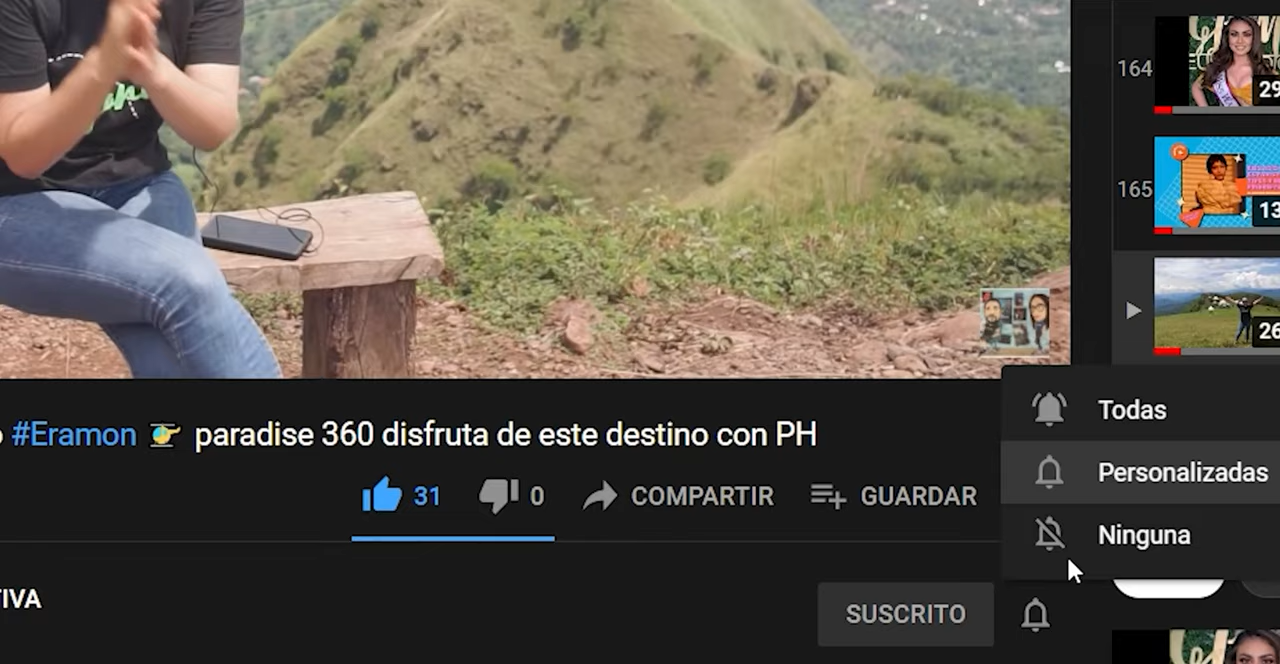 164
29
165
13
26
#Eramon paradise 360 disfruta de este destino con PH
31 0 COMPARTIR GUARDAR
Todas
Personalizadas
Ninguna
IVA
SUSCRITO